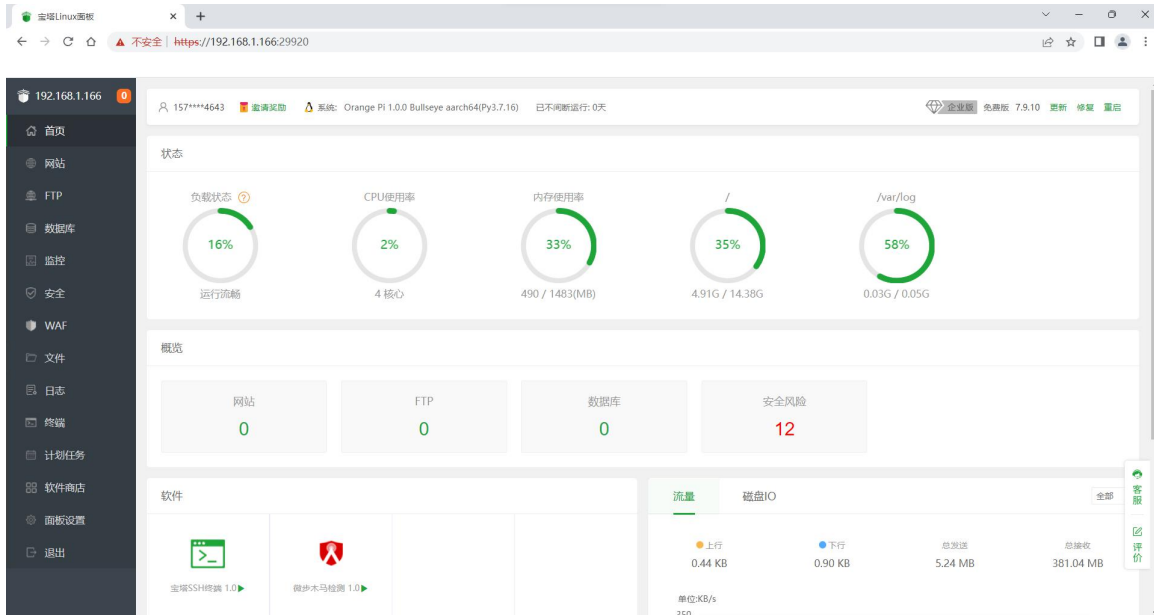 宝塔Linux面板
不安全 https://192.168.1.166:29920
192.168.1.166 0
首页
网站
FTP
数据库
监控
安全
WAF
文件
日志
终端
计划任务
软件商店
面板设置
退出
157****4643 邀请奖励 系统: Orange Pi 1.0.0 Bullseye aarch64(Py3.7.16) 已不间断运行: 0天 企业版 免费版 7.9.10 更新 修复 重启
状态
负载状态 ? CPU使用率 内存使用率 / /var/log
16% 2% 33% 35% 58%
运行流畅 4 核心 490 / 1483(MB) 4.91G / 14.38G 0.03G / 0.05G
概览
网站 FTP 数据库 安全风险
0 0 0 12
软件
宝塔SSH终端 1.0 微步木马检测 1.0
流量 磁盘IO 全部
上行 下行 总发送 总接收
0.44 KB 0.90 KB 5.24 MB 381.04 MB
单位:KB/s
350
客服
评价